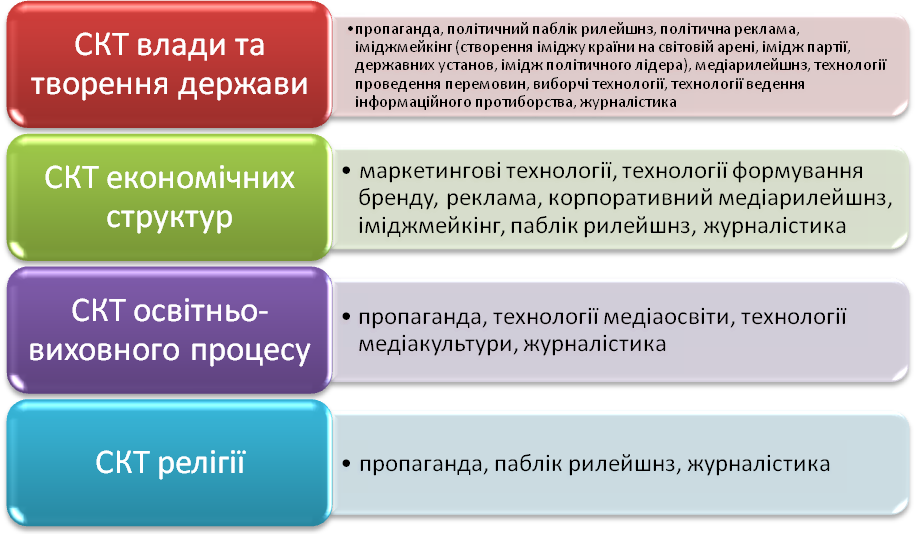 СКТ влади та
творення держави
•пропаганда, політичний паблік рилейшнз, політична реклама,
іміджмейкінг (створення іміджу країни на світовій арені, імідж партії,
державних установ, імідж політичного лідера), медіарилейшнз, технології
проведення перемовин, виборчі технології, технології ведення
інформаційного протиборства, журналістика
СКТ економічних
структур
• маркетингові технології, технології формування
бренду, реклама, корпоративний медіарилейшнз,
іміджмейкінг, паблік рилейшнз, журналістика
СКТ освітньо-
виховного процесу
• пропаганда, технології медіаосвіти, технології
медіакультури, журналістика
СКТ релігії
• пропаганда, паблік рилейшнз, журналістика